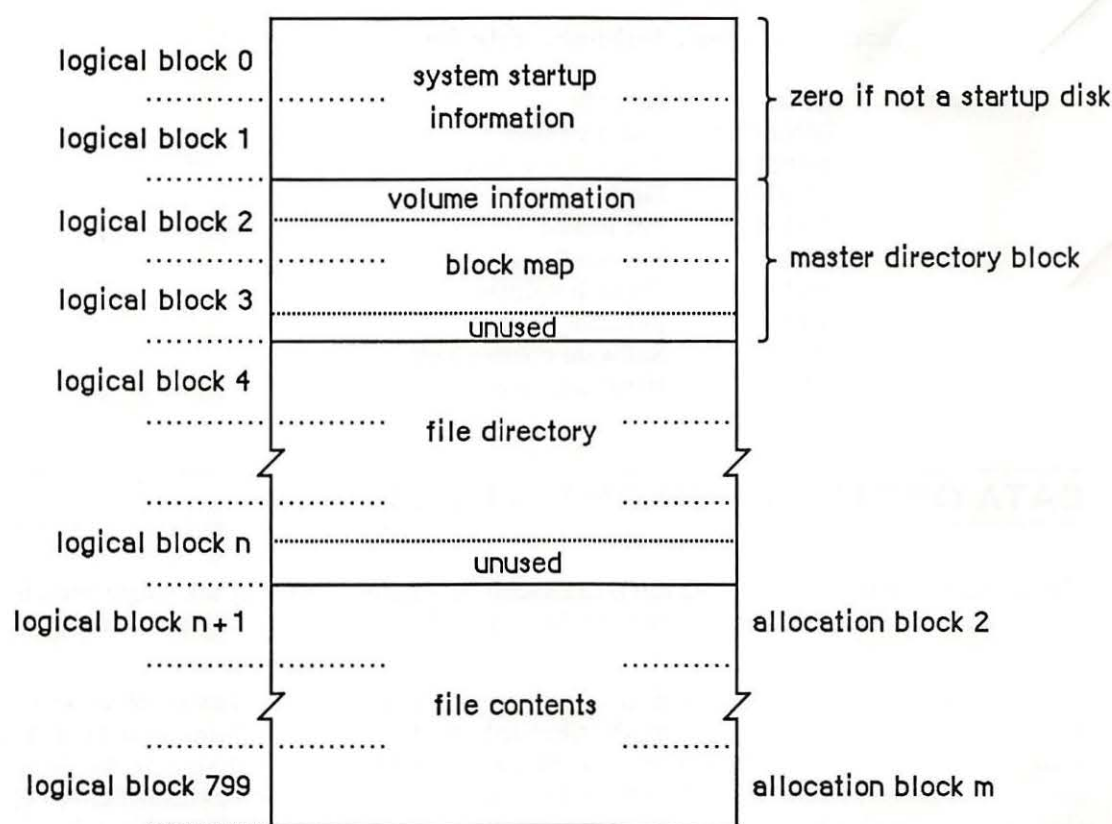 logical block 0
system startup
information
zero if not a startup disk
logical block 1
volume information
logical block 2
block map
master directory block
logical block 3
unused
logical block 4
file directory
logical block n
unused
logical block n+1
allocation block 2
file contents
logical block 799
allocation block m